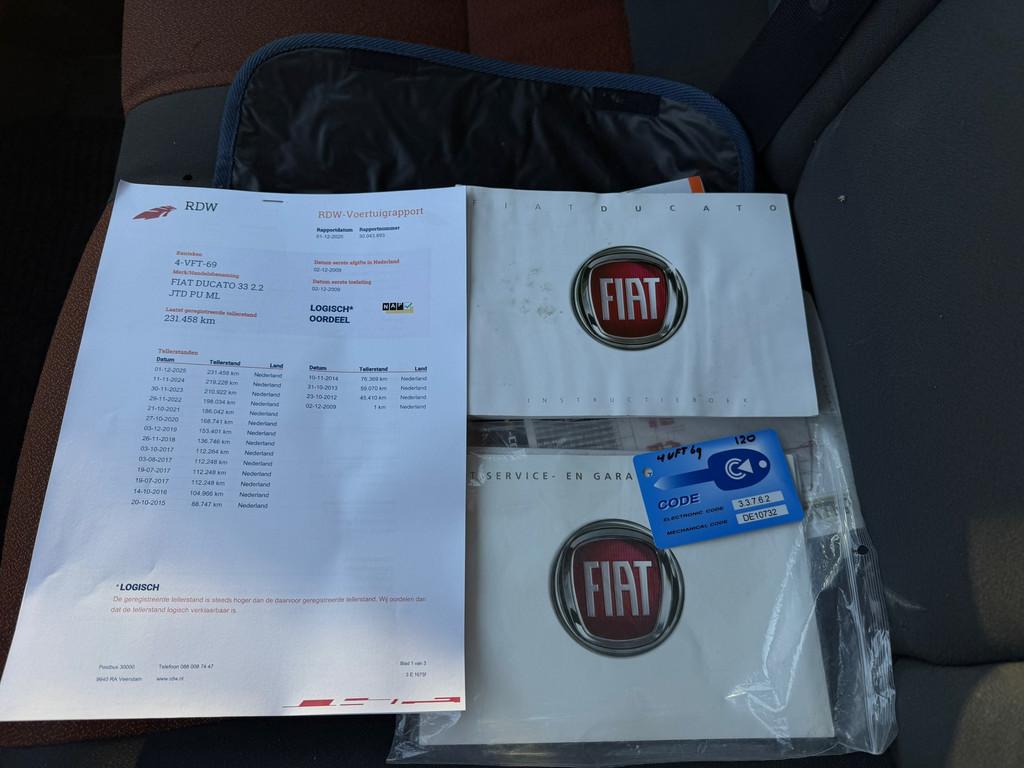 RDW
RDW-Voertuigrapport
Rapportdatum Rapportnummer
01-12-2025
Kenteken
4-VFT-69
Merk/Handelsbenaming
FIAT DUCATO 33 2.2
JTD PU ML
Laatst geregistreerde tellerstand
231.458 km
Datum eerste afgifte in Nederland
02-12-2009
Datum eerste toelating
02-12-2009
LOGISCH*
OORDEEL
NAP
Tellerstanden
Datum Tellerstand Land
01-12-2025 231.458 km Nederland
11-11-2024 219.228 km Nederland
30-11-2023 210.922 km Nederland
29-11-2022 198.034 km Nederland
21-10-2021 186.042 km Nederland
27-10-2020 168.741 km Nederland
03-12-2019 153.401 km Nederland
26-11-2018 136.746 km Nederland
03-10-2017 112.264 km Nederland
03-08-2017 112.248 km Nederland
19-07-2017 112.248 km Nederland
19-07-2017 112.248 km Nederland
14-10-2016 104.966 km Nederland
20-10-2015 88.747 km Nederland
Datum Tellerstand Land
10-11-2014 76.369 km Nederland
31-10-2013 59.070 km Nederland
23-10-2012 45.410 km Nederland
02-12-2009 1 km Nederland
*LOGISCH
De geregistreerde tellerstand is steeds hoger dan de daarvoor geregistreerde tellerstand. Wij oordelen dan
dat de tellerstand logisch verklaarbaar is.
Postbus 30000 Telefoon 088 008 74 47
9640 RA Veendam www.rdw.nl
Blad 1 van 3
FIAT DUCATO
FIAT
INSTRUCTIEBOEK
T SERVICE- EN GARA
FIAT
4VFT69 120
CODE
ELECTRONIC CODE 3.3.7.6.2
MECHANICAL CODE DE10732